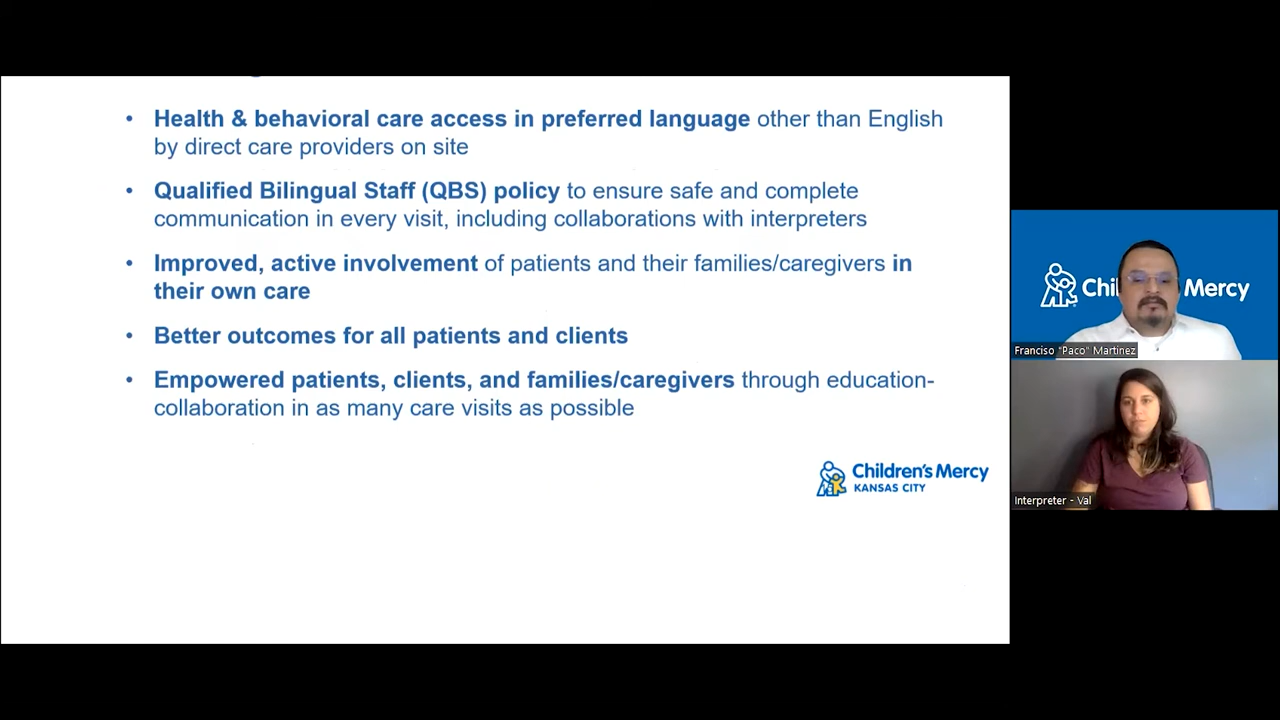 • Health & behavioral care access in preferred language other than English
by direct care providers on site
• Qualified Bilingual Staff (QBS) policy to ensure safe and complete
communication in every visit, including collaborations with interpreters
• Improved, active involvement of patients and their families/caregivers in
their own care
• Better outcomes for all patients and clients
• Empowered patients, clients, and families/caregivers through education-
collaboration in as many care visits as possible
Children's Mercy
KANSAS CITY
Mercy
Franciso "Paco" Martinez
Interpreter - Val